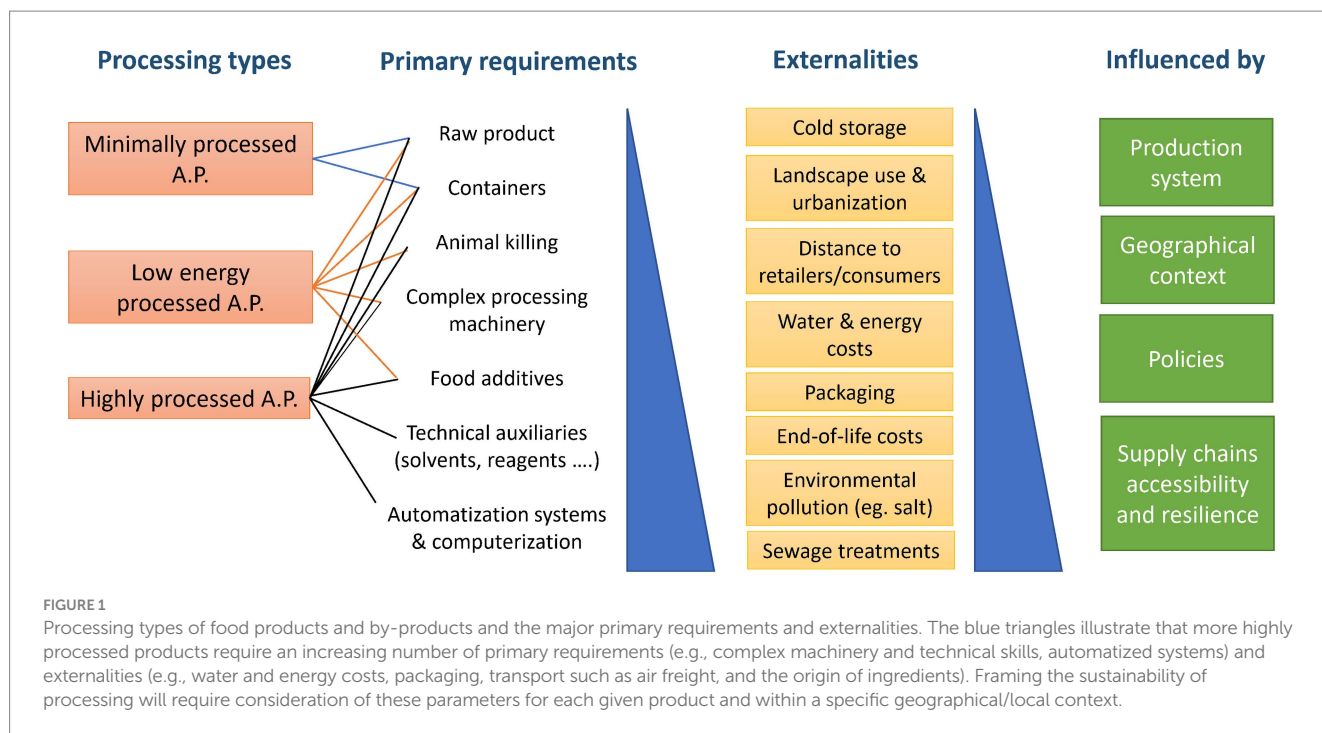 Processing types
Primary requirements
Externalities
Influenced by
Minimally processed
A.P.
Low energy
processed A.P.
Highly processed A.P.
Raw product
Containers
Animal killing
Complex processing
machinery
Food additives
Technical auxiliaries
(solvents, reagents ....)
Automatization systems
& computerization
Cold storage
Landscape use &
urbanization
Distance to
retailers/consumers
Water & energy
costs
Packaging
End-of-life costs
Environmental
pollution (eg. salt)
Sewage treatments
Production
system
Geographical
context
Policies
Supply chains
accessibility
and resilience
FIGURE 1
Processing types of food products and by-products and the major primary requirements and externalities. The blue triangles illustrate that more highly
processed products require an increasing number of primary requirements (e.g., complex machinery and technical skills, automatized systems) and
externalities (e.g., water and energy costs, packaging, transport such as air freight, and the origin of ingredients). Framing the sustainability of
processing will require consideration of these parameters for each given product and within a specific geographical/local context.